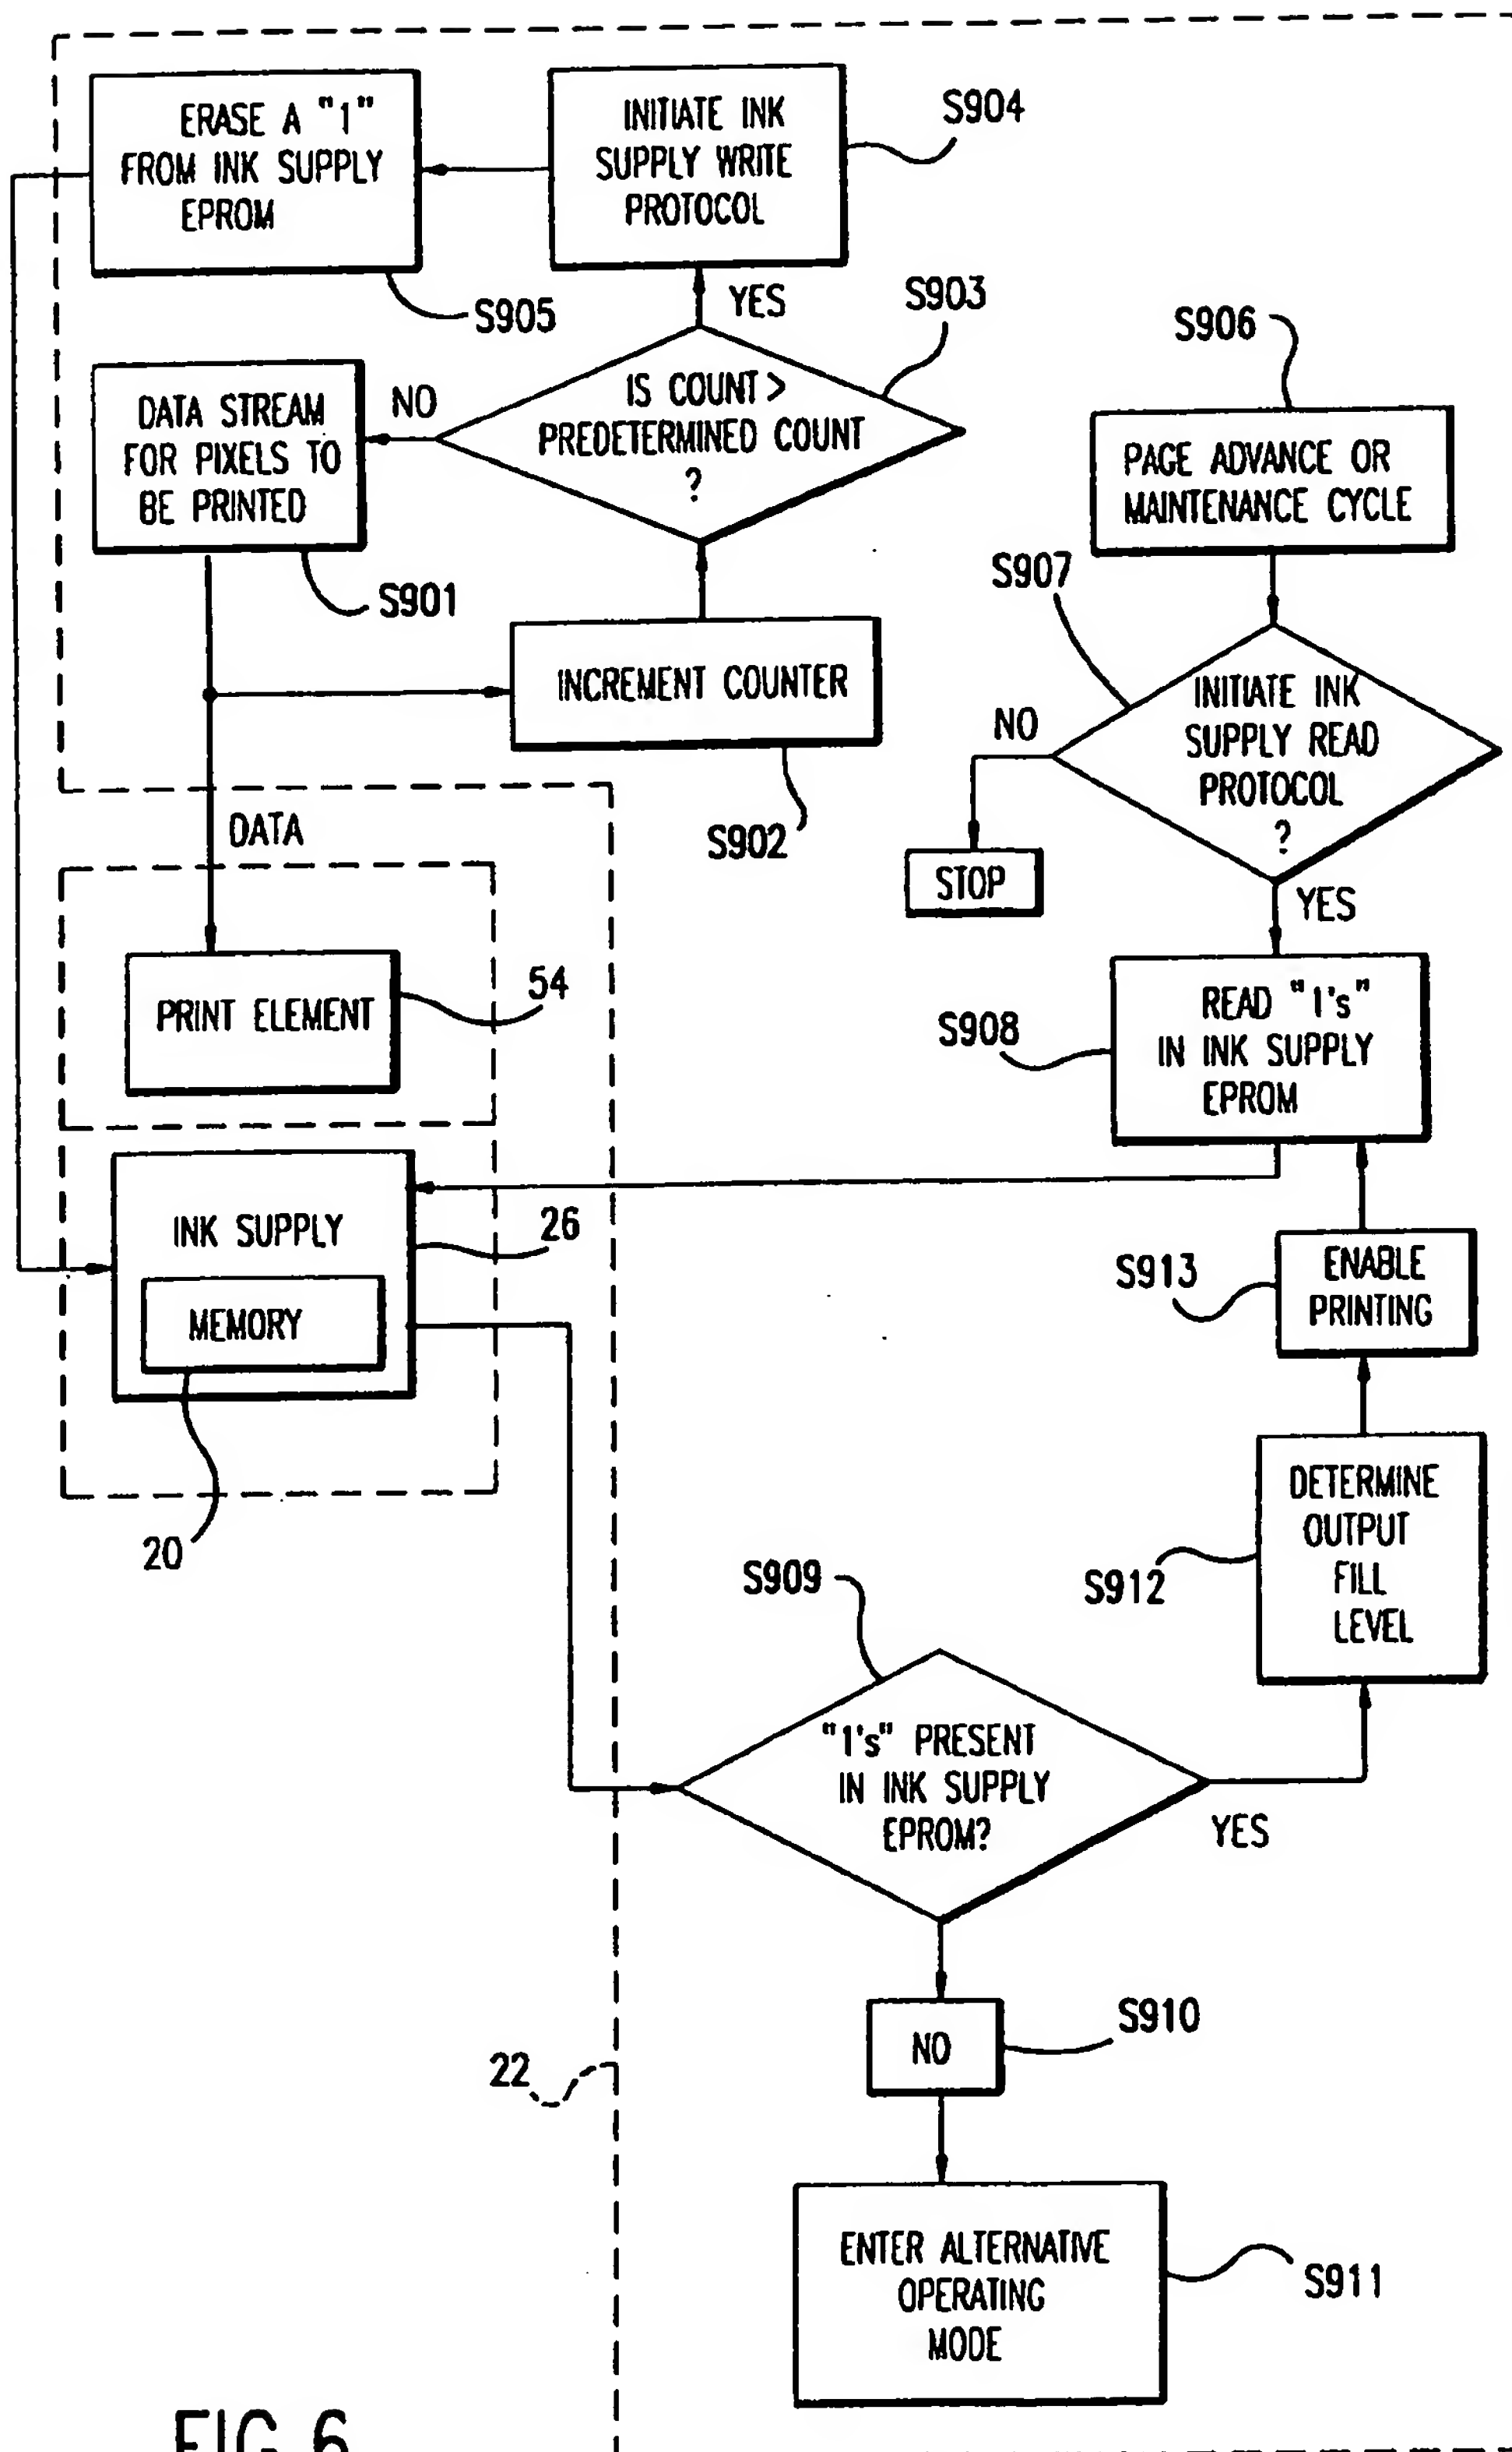 ERASE A "1"
FROM INK SUPPLY
EPROM
INITIATE INK
SUPPLY WRITE
PROTOCOL
S904
S905
YES
S903
DATA STREAM
FOR PIXELS TO
BE PRINTED
NO
IS COUNT >
PREDETERMINED COUNT
?
S906
PAGE ADVANCE OR
MAINTENANCE CYCLE
S901
S907
INCREMENT COUNTER
S902
INITIATE INK
SUPPLY READ
PROTOCOL
?
NO
STOP
YES
DATA
PRINT ELEMENT
54
READ "1's"
IN INK SUPPLY
EPROM
S908
INK SUPPLY
26
MEMORY
20
ENABLE
PRINTING
S913
DETERMINE
OUTPUT
FILL
LEVEL
S912
S909
"1's" PRESENT
IN INK SUPPLY
EPROM?
YES
NO
S910
22
ENTER ALTERNATIVE
OPERATING
MODE
S911
FIG. 6